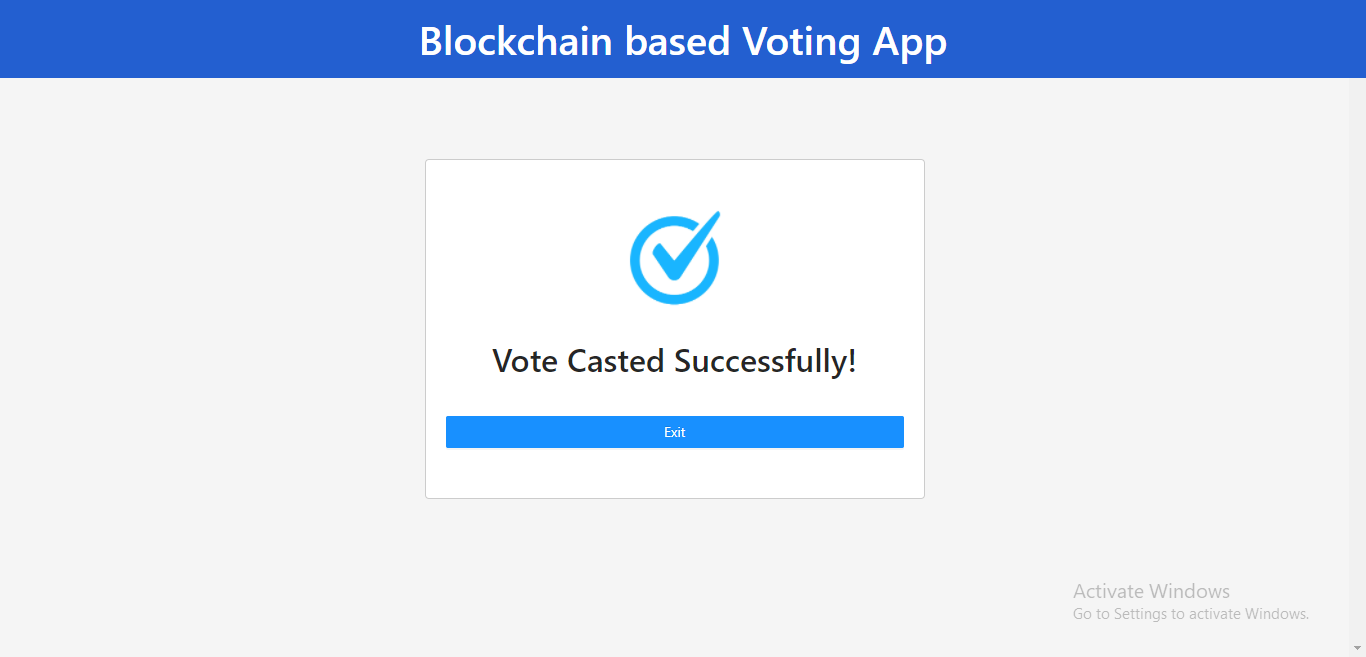 Blockchain based Voting App
Vote Casted Successfully!
Exit
Activate Windows
Go to Settings to activate Windows.